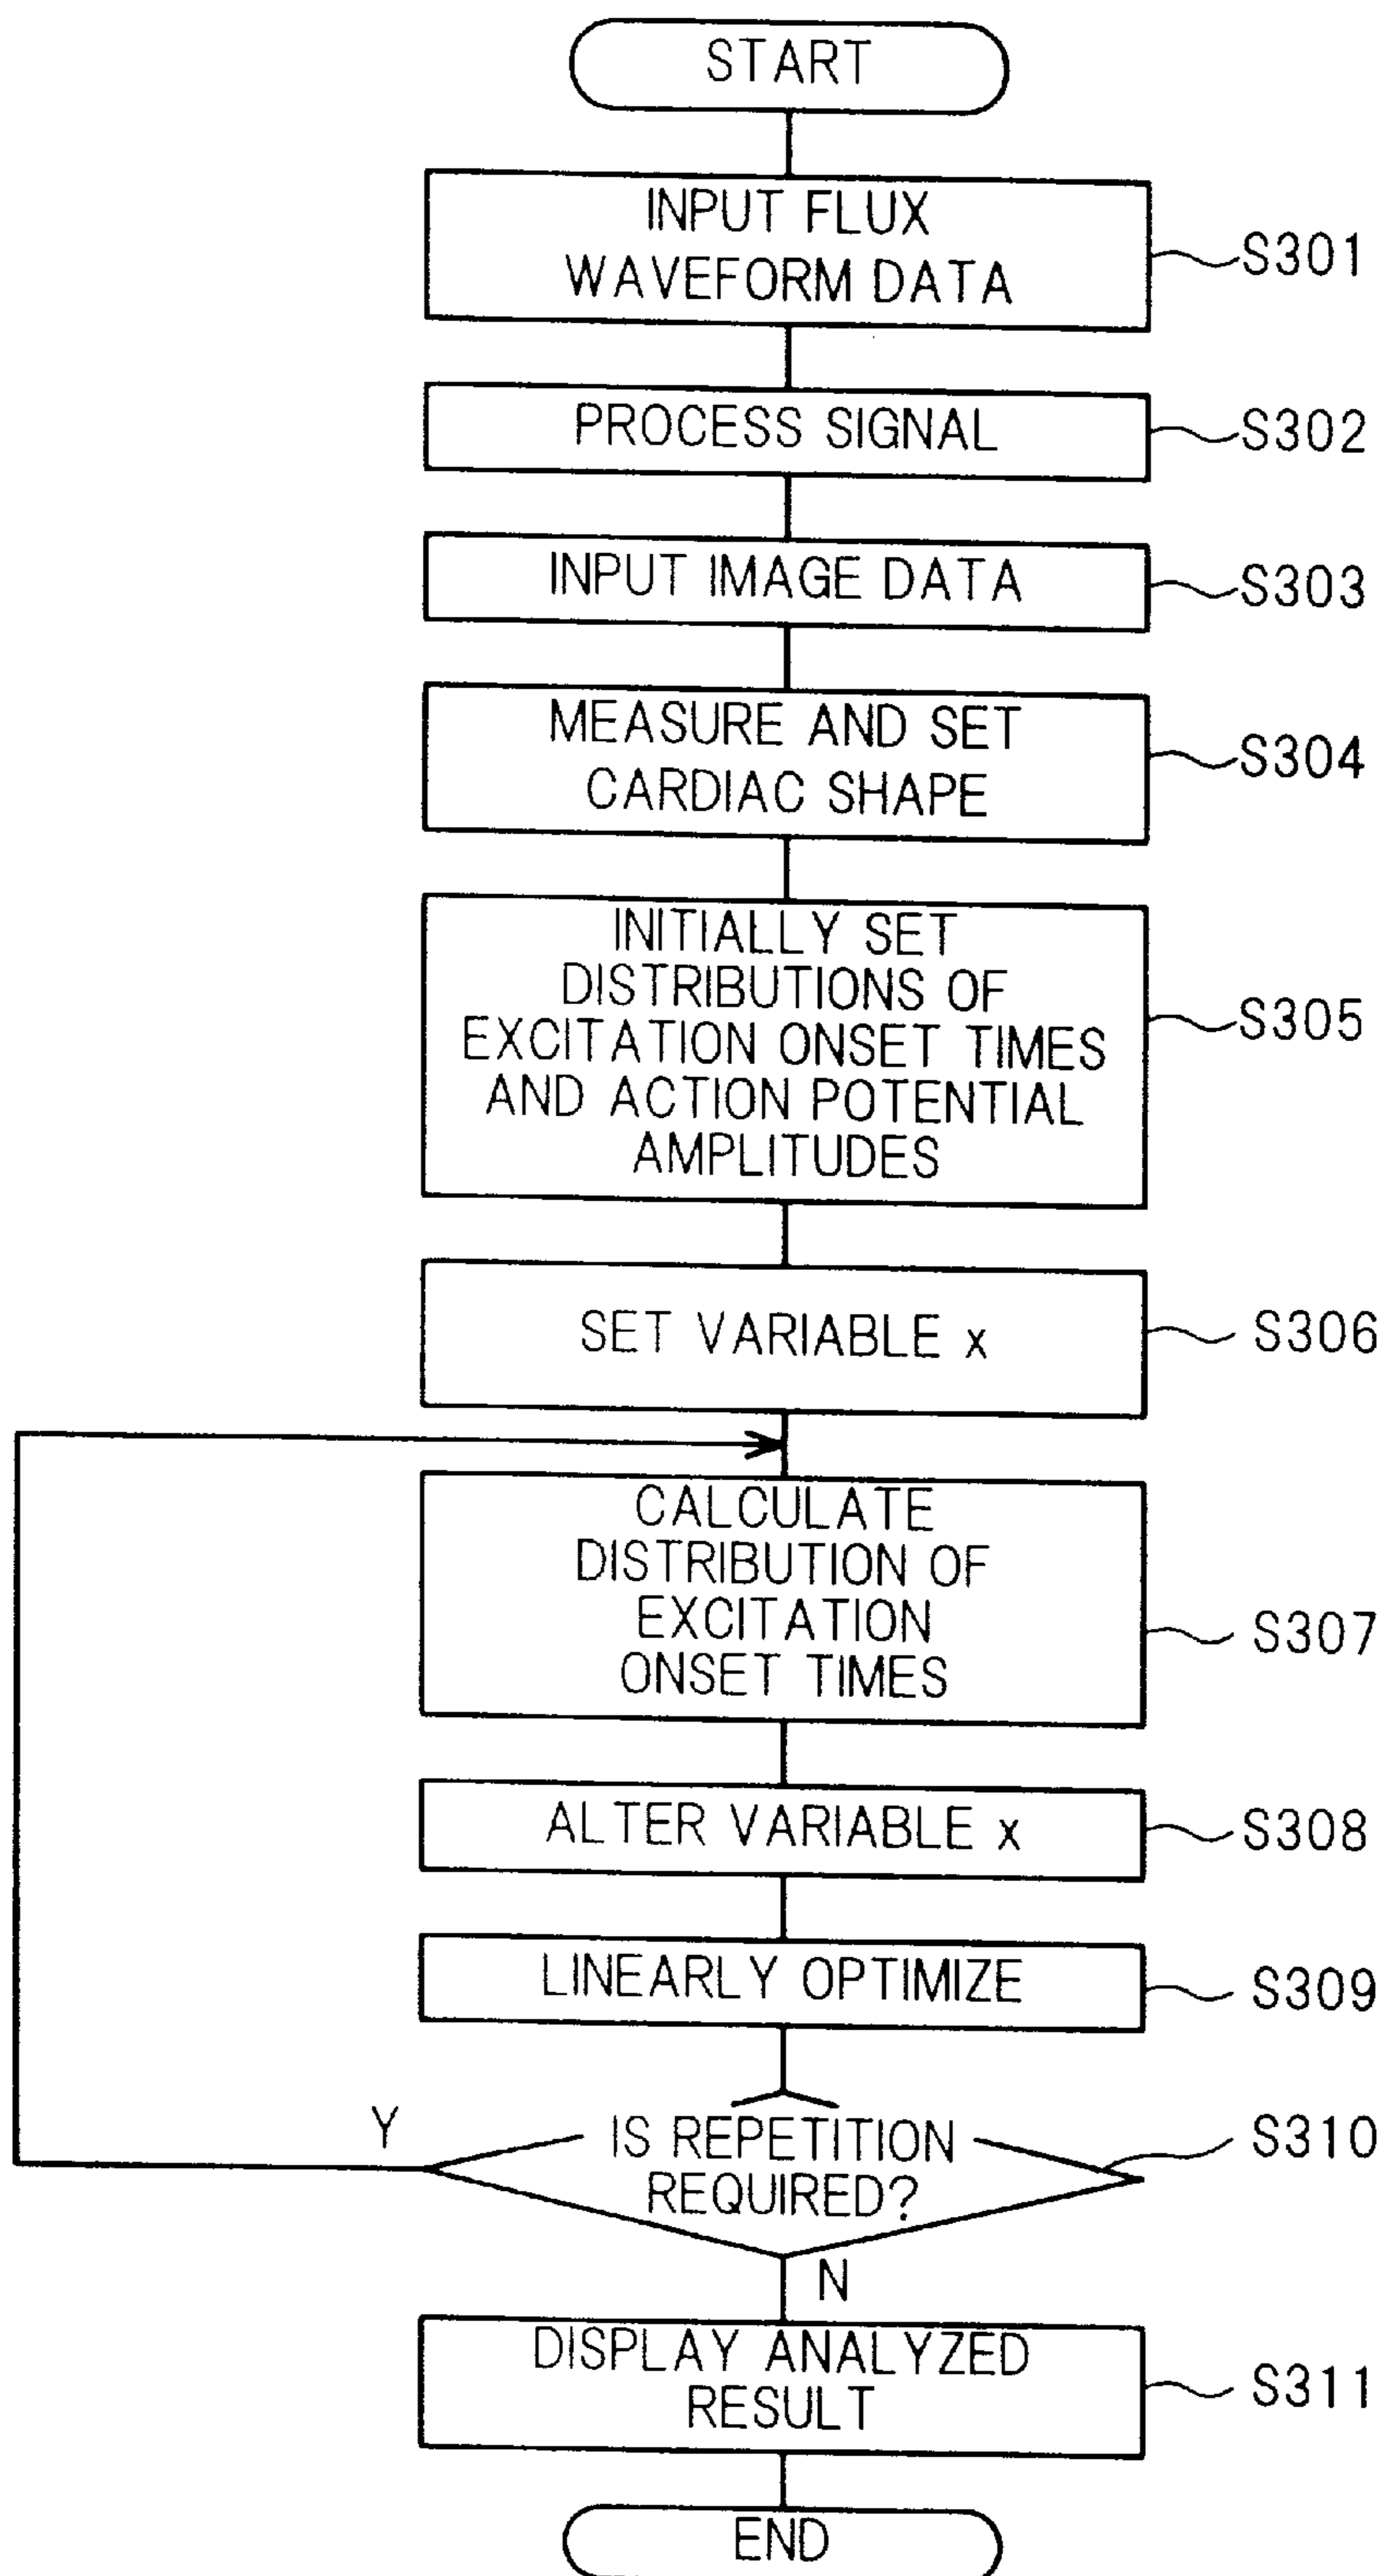 START
INPUT FLUX
WAVEFORM DATA
S301
PROCESS SIGNAL
S302
INPUT IMAGE DATA
S303
MEASURE AND SET
CARDIAC SHAPE
S304
INITIALLY SET
DISTRIBUTIONS OF
EXCITATION ONSET TIMES
AND ACTION POTENTIAL
AMPLITUDES
S305
SET VARIABLE x
S306
CALCULATE
DISTRIBUTION OF
EXCITATION
ONSET TIMES
S307
ALTER VARIABLE x
S308
LINEARLY OPTIMIZE
S309
Y
IS REPETITION
REQUIRED?
S310
N
DISPLAY ANALYZED
RESULT
S311
END